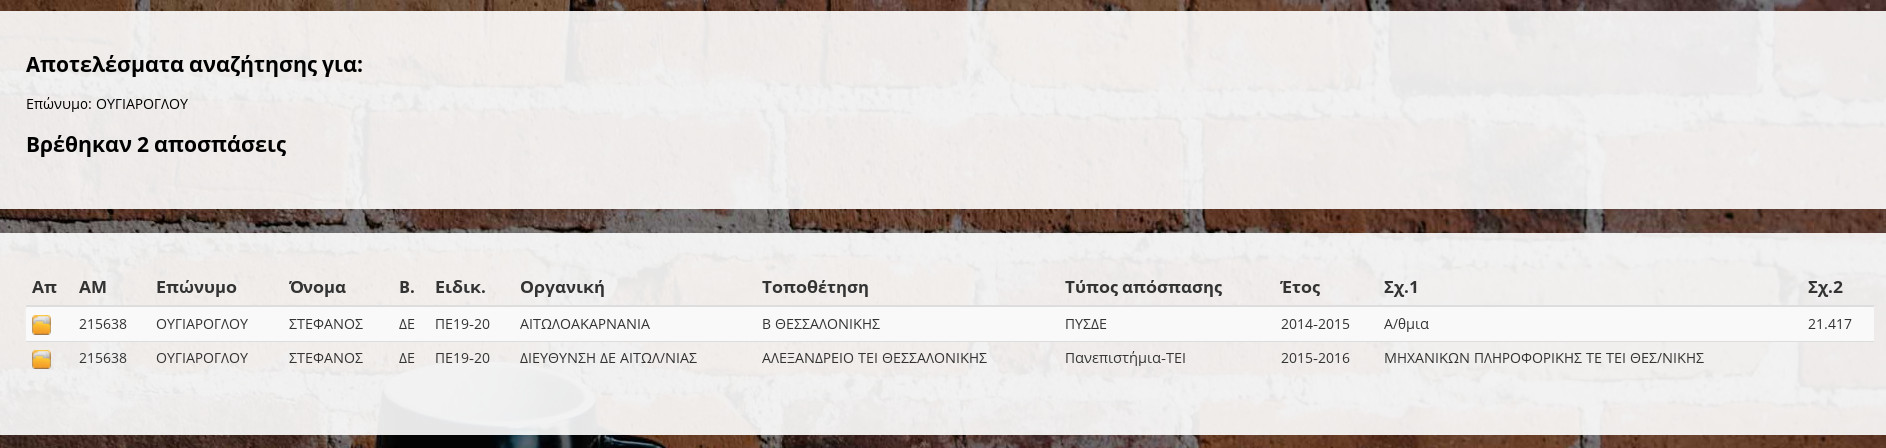 Αποτελέσματα αναζήτησης για:
Επώνυμο: ΟΥΓΙΑΡΟΓΛΟΥ
Βρέθηκαν 2 αποσπάσεις
Απ ΑΜ Επώνυμο Όνομα Β. Ειδικ. Οργανική Τοποθέτηση Τύπος απόσπασης Έτος Σχ.1 Σχ.2
215638 ΟΥΓΙΑΡΟΓΛΟΥ ΣΤΕΦΑΝΟΣ ΔΕ ΠΕ19-20 ΑΙΤΩΛΟΑΚΑΡΝΑΝΙΑ Β ΘΕΣΣΑΛΟΝΙΚΗΣ ΠΥΣΔΕ 2014-2015 Α/θμια 21.417
215638 ΟΥΓΙΑΡΟΓΛΟΥ ΣΤΕΦΑΝΟΣ ΔΕ ΠΕ19-20 ΔΙΕΥΘΥΝΣΗ ΔΕ ΑΙΤΩΛ/ΝΙΑΣ ΑΛΕΞΑΝΔΡΕΙΟ ΤΕΙ ΘΕΣΣΑΛΟΝΙΚΗΣ Πανεπιστήμια-ΤΕΙ 2015-2016 ΜΗΧΑΝΙΚΩΝ ΠΛΗΡΟΦΟΡΙΚΗΣ ΤΕ ΤΕΙ ΘΕΣ/ΝΙΚΗΣ